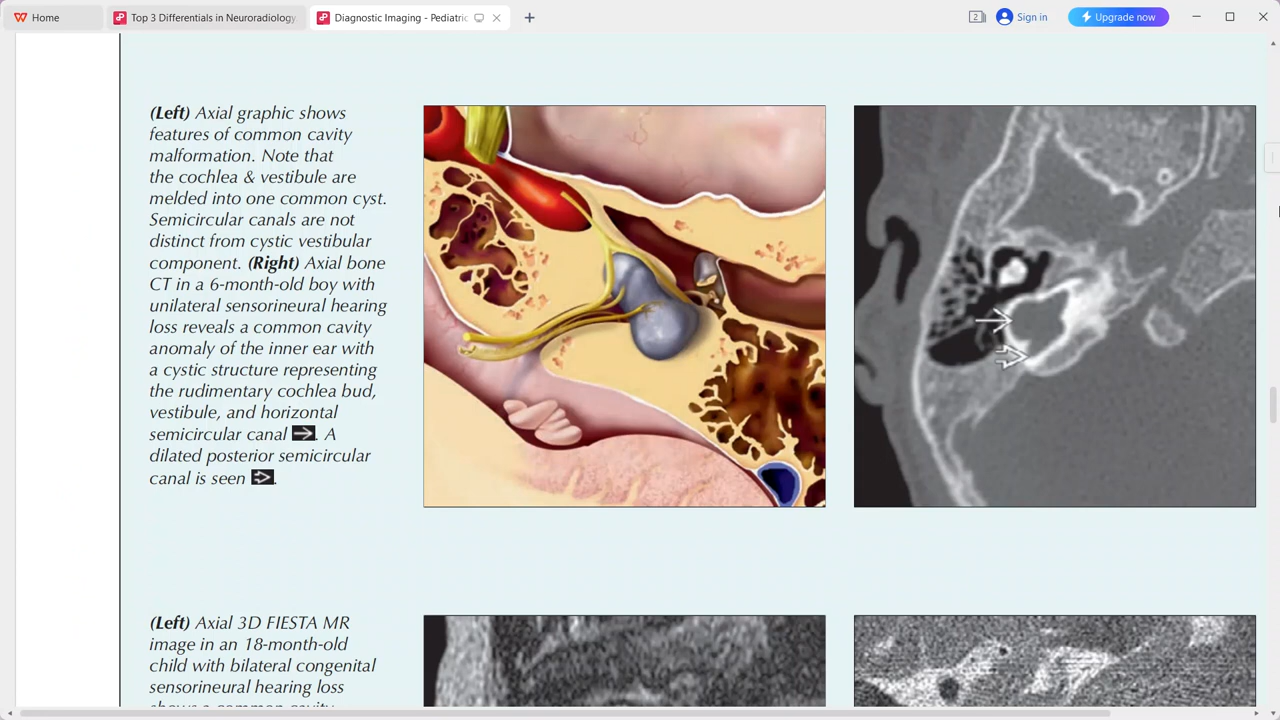 Home
Top 3 Differentials in Neuroradiology.
Diagnostic Imaging - Pediatric
2
Sign in
Upgrade now
(Left) Axial graphic shows
features of common cavity
malformation. Note that
the cochlea & vestibule are
melded into one common cyst.
Semicircular canals are not
distinct from cystic vestibular
component. (Right) Axial bone
CT in a 6-month-old boy with
unilateral sensorineural hearing
loss reveals a common cavity
anomaly of the inner ear with
a cystic structure representing
the rudimentary cochlea bud,
vestibule, and horizontal
semicircular canal. A
dilated posterior semicircular
canal is seen.
(Left) Axial 3D FIESTA MR
image in an 18-month-old
child with bilateral congenital
sensorineural hearing loss
shows a common cavity